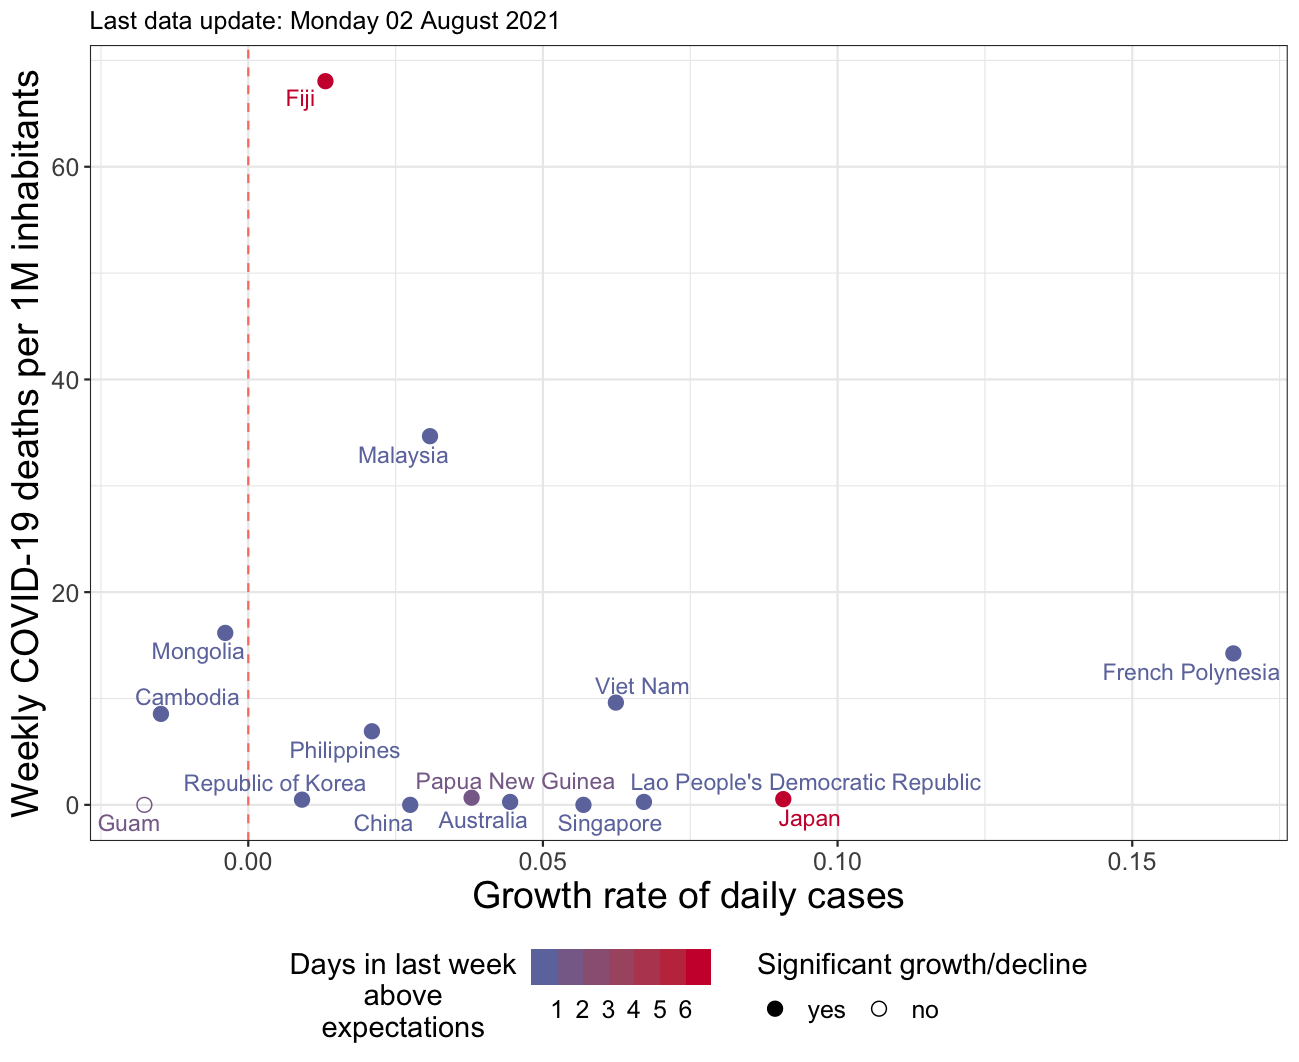 Last data update: Monday 02 August 2021
Weekly COVID-19 deaths per 1M inhabitants
60
40
20
0
Fiji
Malaysia
Mongolia
French Polynesia
Cambodia
Viet Nam
Philippines
Republic of Korea
Papua New Guinea
Lao People's Democratic Republic
Guam
China
Australia
Singapore
Japan
0.00 0.05 0.10 0.15
Growth rate of daily cases
Days in last week
above
expectations
1 2 3 4 5 6
Significant growth/decline
yes no